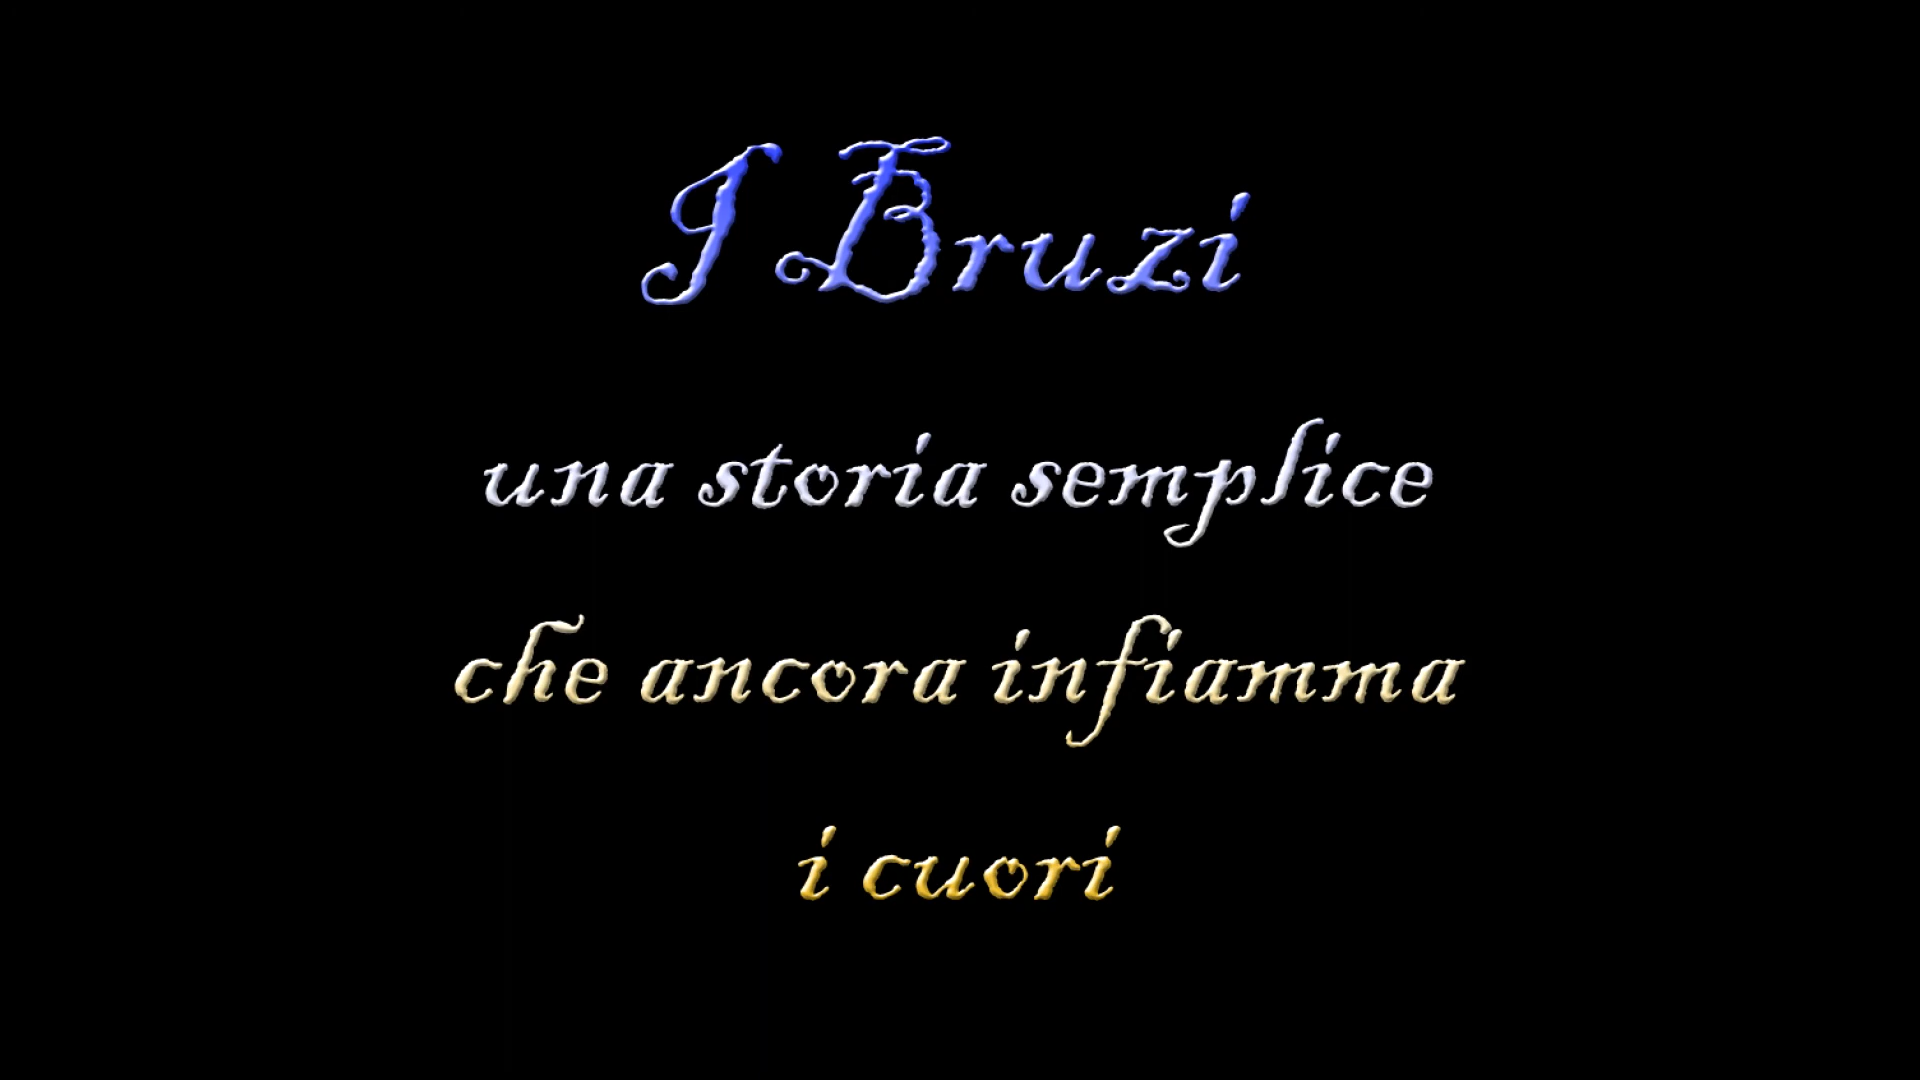 I Bruzi
una storia semplice
che ancora infiamma
i cuori